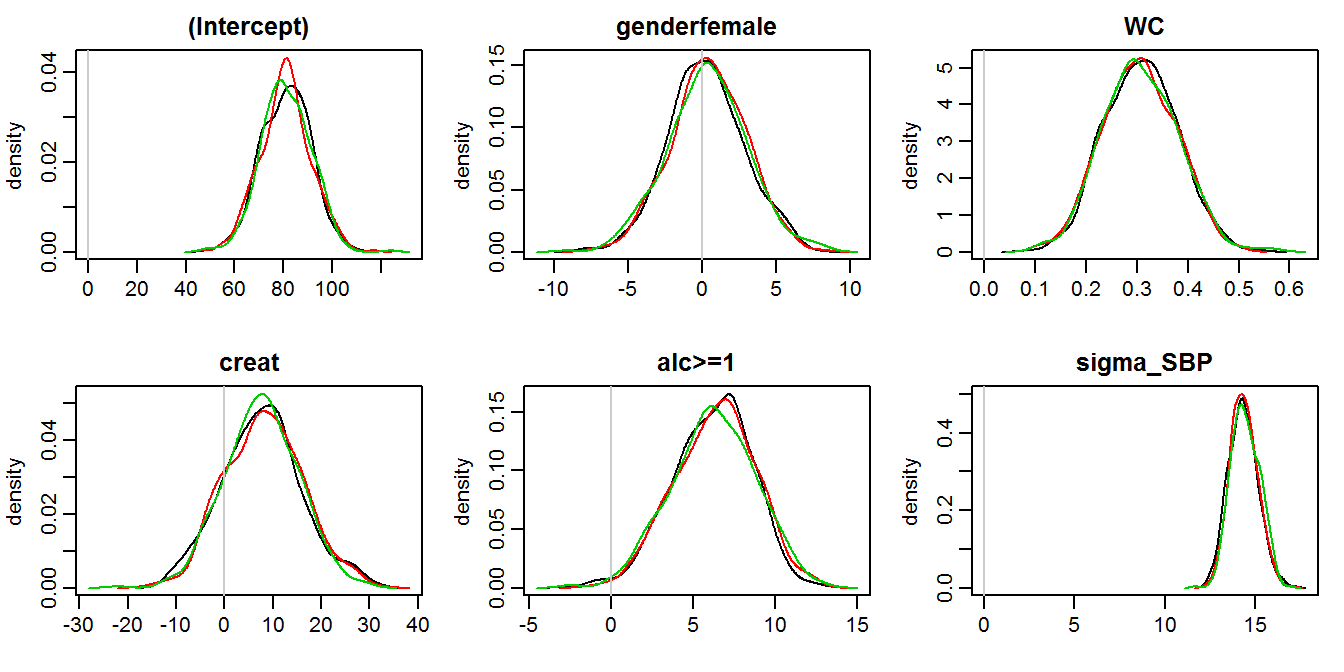 (Intercept)
density
0.00 0.02 0.04
0 20 40 60 80 100
genderfemale
density
0.00 0.05 0.10 0.15
-10 -5 0 5 10
WC
density
0 1 2 3 4 5
0.0 0.1 0.2 0.3 0.4 0.5 0.6
creat
density
0.00 0.02 0.04
-30 -20 -10 0 10 20 30 40
alc>=1
density
0.00 0.05 0.10 0.15
-5 0 5 10 15
sigma_SBP
density
0.0 0.2 0.4
0 5 10 15